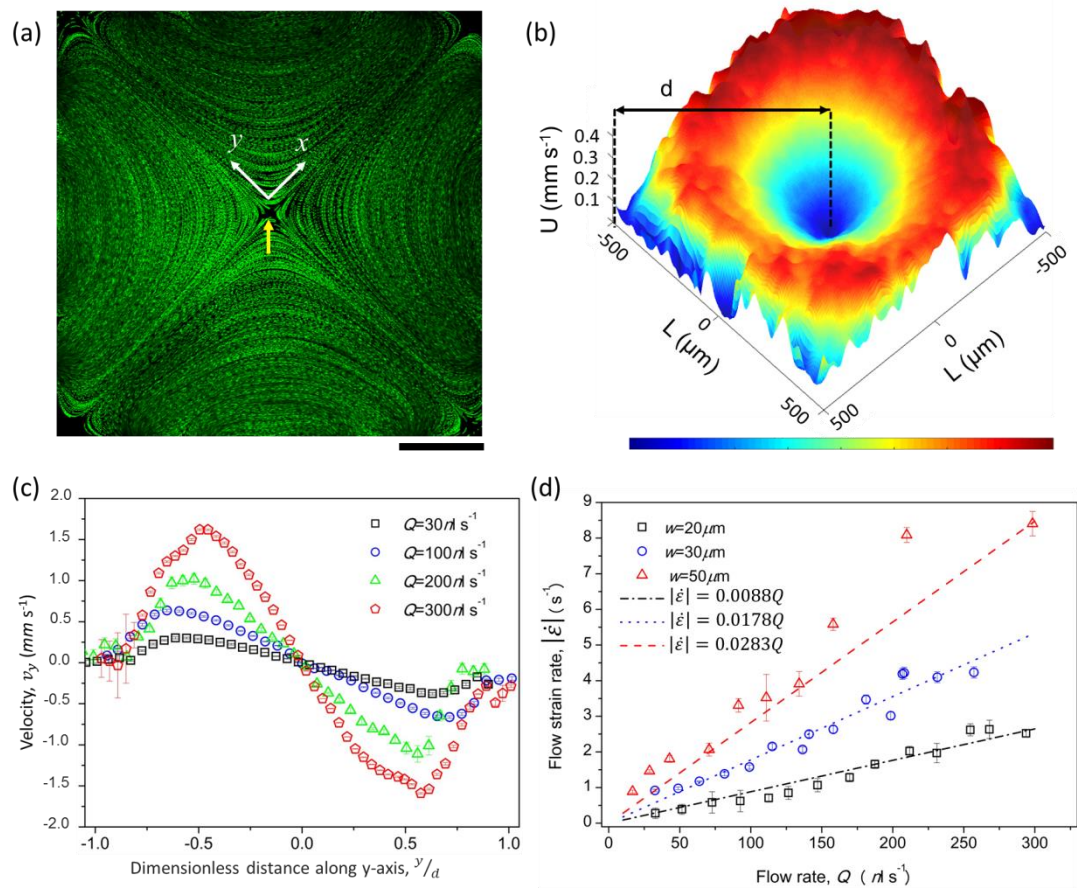 (a)
y
x
(b)
d
U (mm s⁻¹)
0.4
0.3
0.2
0.1
-500
0
500
L (μm)
500
0
-500
L (μm)
(c)
Velocity, vy (mm s⁻¹)
2.0
1.5
1.0
0.5
0.0
-0.5
-1.0
-1.5
-2.0
Q=30nl s⁻¹
Q=100nl s⁻¹
Q=200nl s⁻¹
Q=300nl s⁻¹
-1.0 -0.5 0.0 0.5 1.0
Dimensionless distance along y-axis, y/d
(d)
Flow strain rate, |ε̇| (s⁻¹)
9
8
7
6
5
4
3
2
1
0
w=20μm
w=30μm
w=50μm
|ε̇| = 0.0088Q
|ε̇| = 0.0178Q
|ε̇| = 0.0283Q
0 50 100 150 200 250 300
Flow rate, Q (nl s⁻¹)